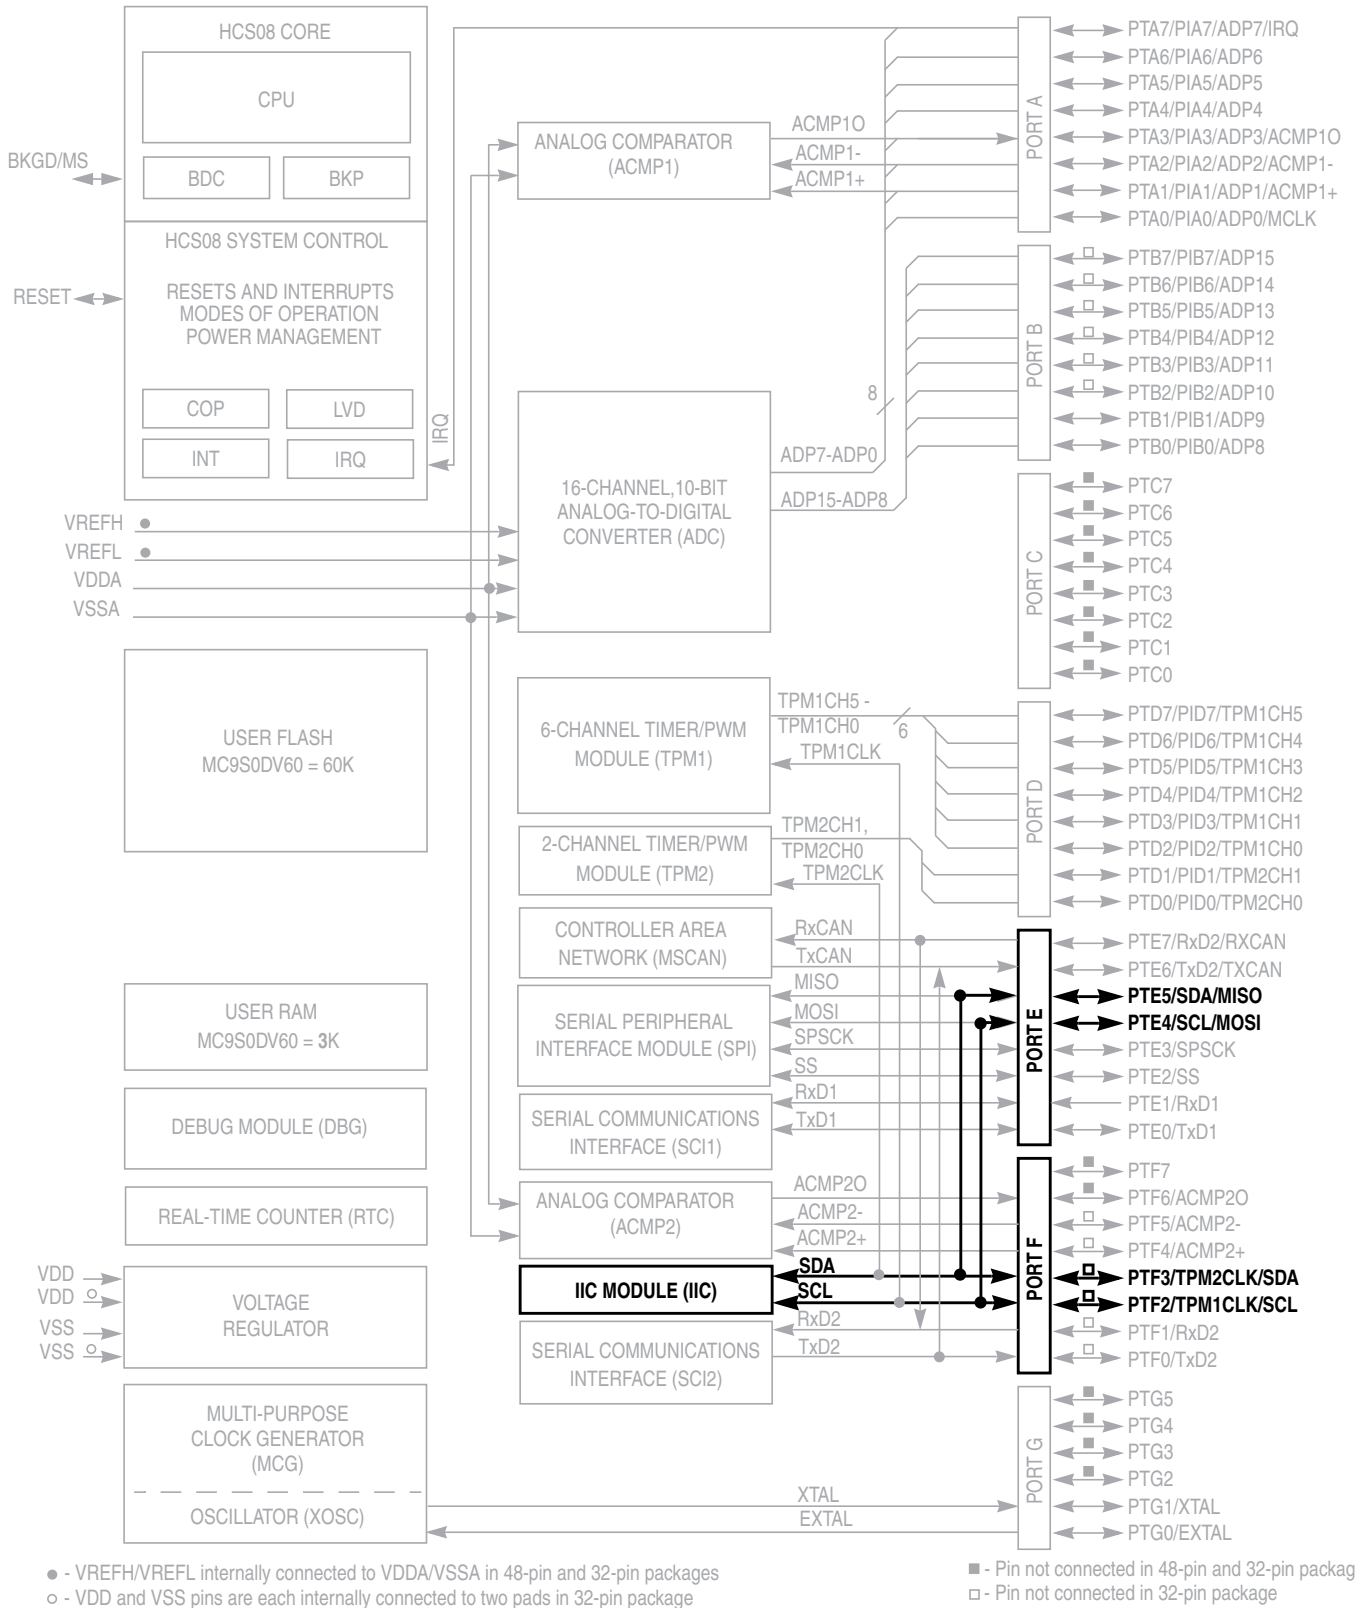 HCS08 CORE
CPU
BDC
BKP
BKGD/MS
HCS08 SYSTEM CONTROL
RESETS AND INTERRUPTS
MODES OF OPERATION
POWER MANAGEMENT
RESET
COP
LVD
INT
IRQ
IRQ
VREFH
VREFL
VDDA
VSSA
USER FLASH
MC9S0DV60 = 60K
USER RAM
MC9S0DV60 = 3K
DEBUG MODULE (DBG)
REAL-TIME COUNTER (RTC)
VDD
VDD
VSS
VSS
VOLTAGE
REGULATOR
MULTI-PURPOSE
CLOCK GENERATOR
(MCG)
OSCILLATOR (XOSC)
ANALOG COMPARATOR
(ACMP1)
ACMP1O
ACMP1-
ACMP1+
16-CHANNEL,10-BIT
ANALOG-TO-DIGITAL
CONVERTER (ADC)
8
ADP7-ADP0
ADP15-ADP8
6-CHANNEL TIMER/PWM
MODULE (TPM1)
TPM1CH5 -
TPM1CH0
6
TPM1CLK
2-CHANNEL TIMER/PWM
MODULE (TPM2)
TPM2CH1,
TPM2CH0
TPM2CLK
CONTROLLER AREA
NETWORK (MSCAN)
RxCAN
TxCAN
SERIAL PERIPHERAL
INTERFACE MODULE (SPI)
MISO
MOSI
SPSCK
SS
SERIAL COMMUNICATIONS
INTERFACE (SCI1)
RxD1
TxD1
ANALOG COMPARATOR
(ACMP2)
ACMP2O
ACMP2-
ACMP2+
IIC MODULE (IIC)
SDA
SCL
SERIAL COMMUNICATIONS
INTERFACE (SCI2)
RxD2
TxD2
XTAL
EXTAL
PORT A
PTA7/PIA7/ADP7/IRQ
PTA6/PIA6/ADP6
PTA5/PIA5/ADP5
PTA4/PIA4/ADP4
PTA3/PIA3/ADP3/ACMP1O
PTA2/PIA2/ADP2/ACMP1-
PTA1/PIA1/ADP1/ACMP1+
PTA0/PIA0/ADP0/MCLK
PORT B
PTB7/PIB7/ADP15
PTB6/PIB6/ADP14
PTB5/PIB5/ADP13
PTB4/PIB4/ADP12
PTB3/PIB3/ADP11
PTB2/PIB2/ADP10
PTB1/PIB1/ADP9
PTB0/PIB0/ADP8
PORT C
PTC7
PTC6
PTC5
PTC4
PTC3
PTC2
PTC1
PTC0
PORT D
PTD7/PID7/TPM1CH5
PTD6/PID6/TPM1CH4
PTD5/PID5/TPM1CH3
PTD4/PID4/TPM1CH2
PTD3/PID3/TPM1CH1
PTD2/PID2/TPM1CH0
PTD1/PID1/TPM2CH1
PTD0/PID0/TPM2CH0
PORT E
PTE7/RxD2/RXCAN
PTE6/TxD2/TXCAN
PTE5/SDA/MISO
PTE4/SCL/MOSI
PTE3/SPSCK
PTE2/SS
PTE1/RxD1
PTE0/TxD1
PORT F
PTF7
PTF6/ACMP2O
PTF5/ACMP2-
PTF4/ACMP2+
PTF3/TPM2CLK/SDA
PTF2/TPM1CLK/SCL
PTF1/RxD2
PTF0/TxD2
PORT G
PTG5
PTG4
PTG3
PTG2
PTG1/XTAL
PTG0/EXTAL
● - VREFH/VREFL internally connected to VDDA/VSSA in 48-pin and 32-pin packages
○ - VDD and VSS pins are each internally connected to two pads in 32-pin package
■ - Pin not connected in 48-pin and 32-pin packag
□ - Pin not connected in 32-pin package